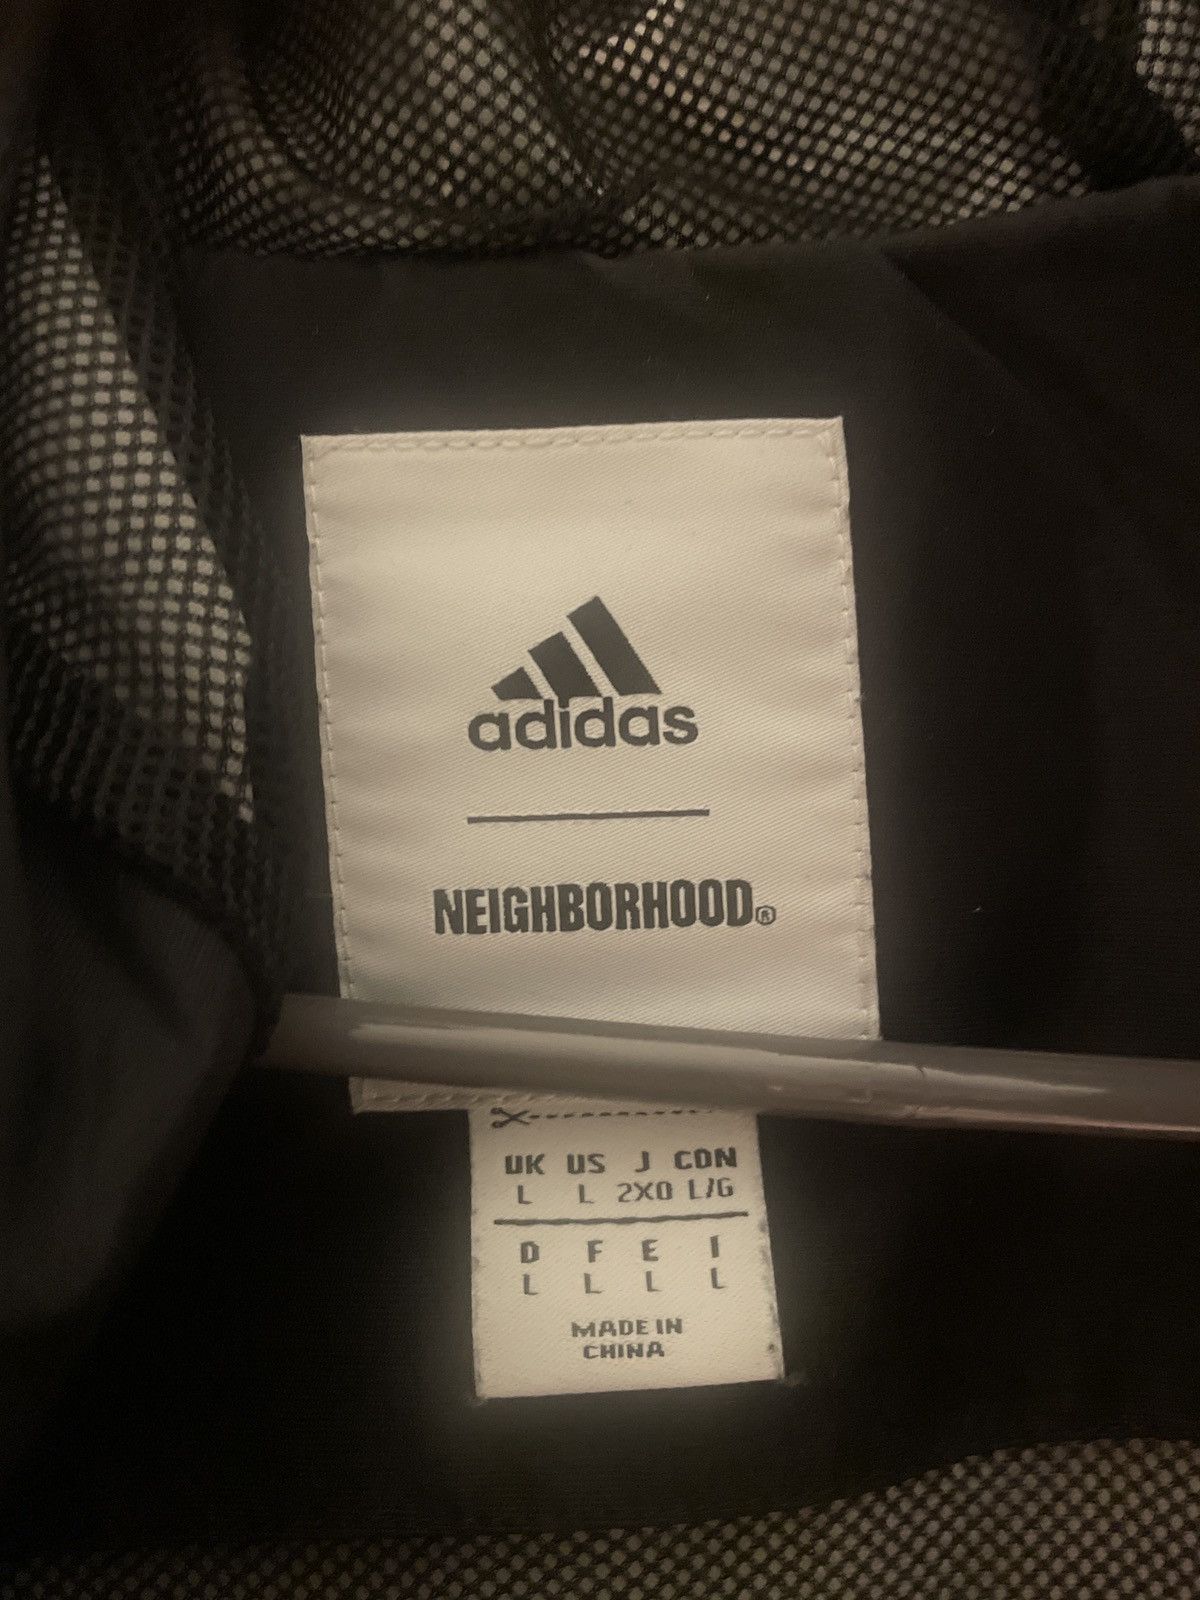 adidas
NEIGHBORHOOD®
UK US J CDN
L L 2XO L/G
D F E I
L L L L
MADE IN
CHINA